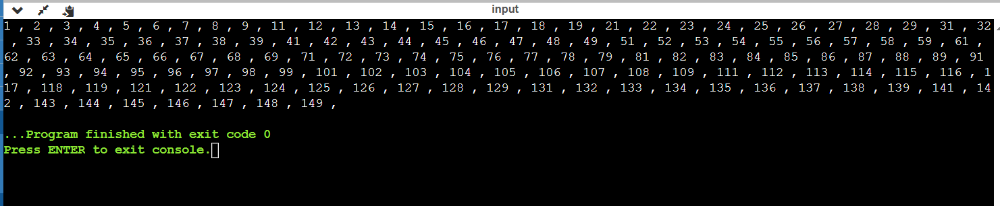 input
1 , 2 , 3 , 4 , 5 , 6 , 7 , 8 , 9 , 11 , 12 , 13 , 14 , 15 , 16 , 17 , 18 , 19 , 21 , 22 , 23 , 24 , 25 , 26 , 27 , 28 , 29 , 31 , 32
, 33 , 34 , 35 , 36 , 37 , 38 , 39 , 41 , 42 , 43 , 44 , 45 , 46 , 47 , 48 , 49 , 51 , 52 , 53 , 54 , 55 , 56 , 57 , 58 , 59 , 61 ,
62 , 63 , 64 , 65 , 66 , 67 , 68 , 69 , 71 , 72 , 73 , 74 , 75 , 76 , 77 , 78 , 79 , 81 , 82 , 83 , 84 , 85 , 86 , 87 , 88 , 89 , 91
, 92 , 93 , 94 , 95 , 96 , 97 , 98 , 99 , 101 , 102 , 103 , 104 , 105 , 106 , 107 , 108 , 109 , 111 , 112 , 113 , 114 , 115 , 116 , 1
17 , 118 , 119 , 121 , 122 , 123 , 124 , 125 , 126 , 127 , 128 , 129 , 131 , 132 , 133 , 134 , 135 , 136 , 137 , 138 , 139 , 141 , 14
2 , 143 , 144 , 145 , 146 , 147 , 148 , 149 ,
...Program finished with exit code 0
Press ENTER to exit console.